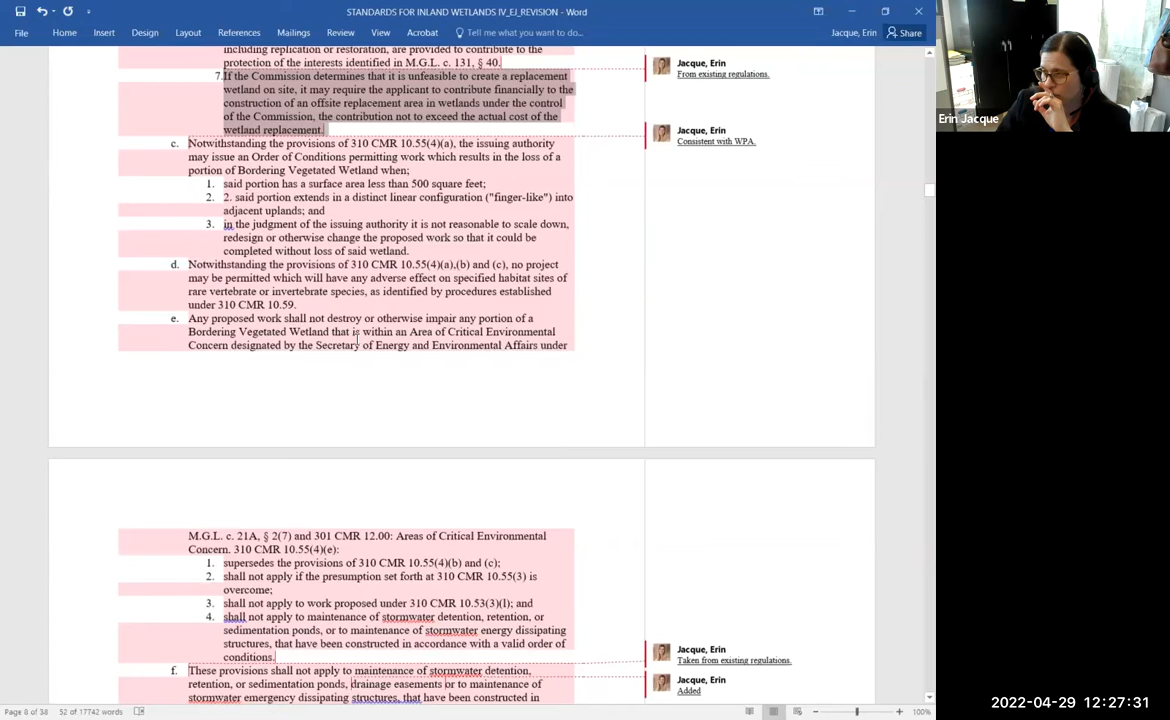 STANDARDS FOR INLAND WETLANDS IV_EJ_REVISION - Word
File Home Insert Design Layout References Mailings Review View Acrobat Tell me what you want to do... Jacque, Erin Share
including replication or restoration, are provided to contribute to the
protection of the interests identified in M.G.L. c. 131, § 40.
7. If the Commission determines that it is unfeasible to create a replacement
wetland on site, it may require the applicant to contribute financially to the
construction of an offsite replacement area in wetlands under the control
of the Commission, the contribution not to exceed the actual cost of the
wetland replacement.
c. Notwithstanding the provisions of 310 CMR 10.55(4)(a), the issuing authority
may issue an Order of Conditions permitting work which results in the loss of a
portion of Bordering Vegetated Wetland when;
1. said portion has a surface area less than 500 square feet;
2. 2. said portion extends in a distinct linear configuration ("finger-like") into
adjacent uplands; and
3. in the judgment of the issuing authority it is not reasonable to scale down,
redesign or otherwise change the proposed work so that it could be
completed without loss of said wetland.
d. Notwithstanding the provisions of 310 CMR 10.55(4)(a),(b) and (c), no project
may be permitted which will have any adverse effect on specified habitat sites of
rare vertebrate or invertebrate species, as identified by procedures established
under 310 CMR 10.59.
e. Any proposed work shall not destroy or otherwise impair any portion of a
Bordering Vegetated Wetland that is within an Area of Critical Environmental
Concern designated by the Secretary of Energy and Environmental Affairs under
M.G.L. c. 21A, § 2(7) and 301 CMR 12.00: Areas of Critical Environmental
Concern. 310 CMR 10.55(4)(e):
1. supersedes the provisions of 310 CMR 10.55(4)(b) and (c);
2. shall not apply if the presumption set forth at 310 CMR 10.55(3) is
overcome;
3. shall not apply to work proposed under 310 CMR 10.53(3)(l); and
4. shall not apply to maintenance of stormwater detention, retention, or
sedimentation ponds, or to maintenance of stormwater energy dissipating
structures, that have been constructed in accordance with a valid order of
conditions.
f. These provisions shall not apply to maintenance of stormwater detention,
retention, or sedimentation ponds, drainage easements or to maintenance of
stormwater emergency dissipating structures, that have been constructed in
Jacque, Erin
From existing regulations.
Jacque, Erin
Consistent with WPA.
Jacque, Erin
Taken from existing regulations.
Jacque, Erin
Added
Page 8 of 38 52 of 17742 words
100%
Erin Jacque
2022-04-29 12:27:31